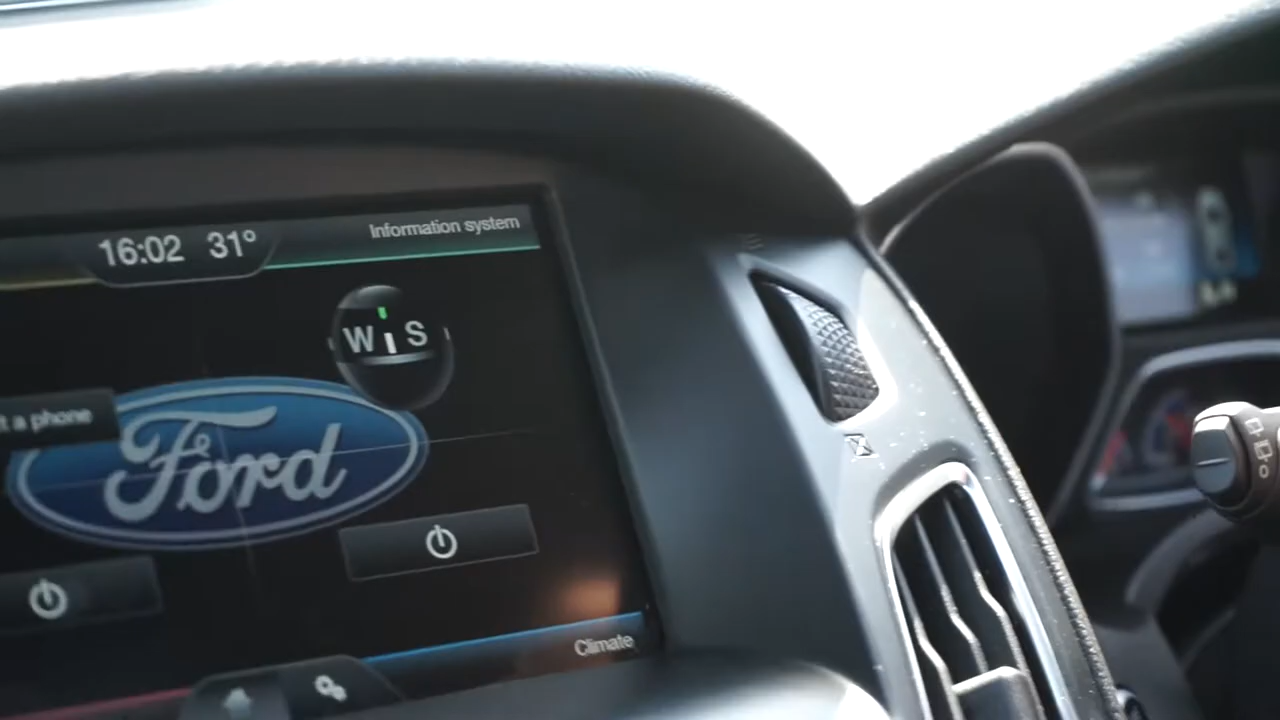 16:02 31°
Information system
W S
t a phone
Ford
Climate